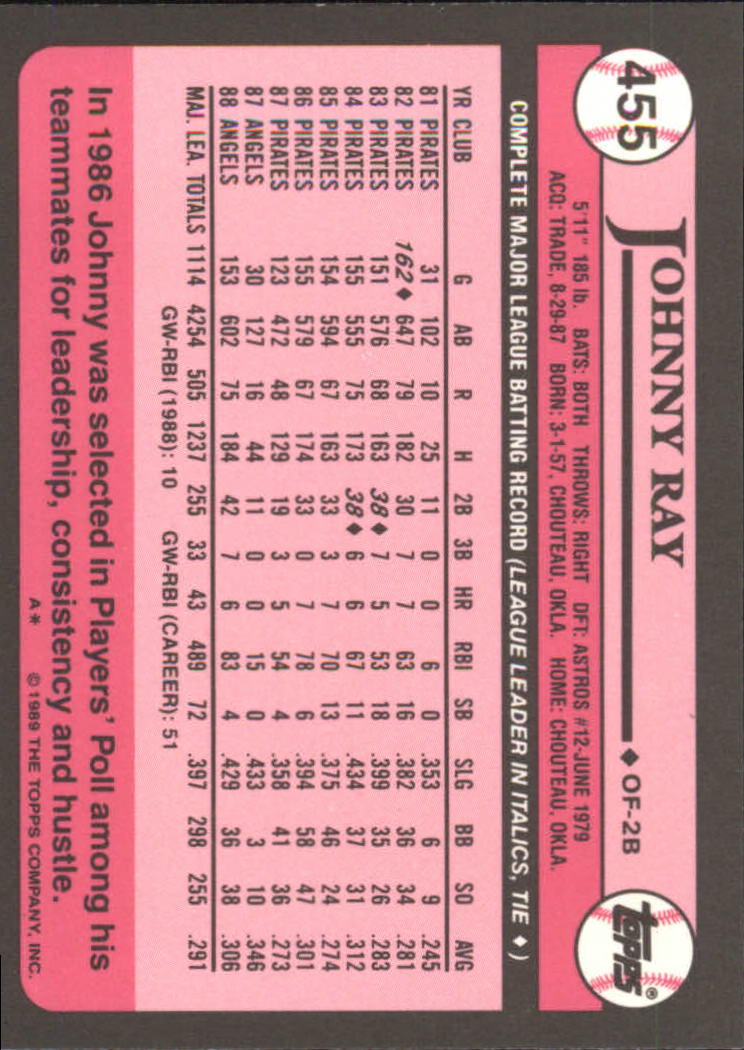 455
JOHNNY RAY ♦ OF-2B
TOPPS®
5'11" 185 lb. BATS: BOTH THROWS: RIGHT DFT: ASTROS #12-JUNE 1979
ACQ: TRADE, 8-29-87 BORN: 3-1-57, CHOUTEAU, OKLA. HOME: CHOUTEAU, OKLA.
COMPLETE MAJOR LEAGUE BATTING RECORD (LEAGUE LEADER IN ITALICS, TIE ♦)
YR CLUB G AB R H 2B 3B HR RBI SB SLG BB SO AVG
81 PIRATES 31 102 10 25 11 0 0 6 0 .353 6 9 .245
82 PIRATES 162♦ 647 79 182 30 7 7 63 16 .382 36 34 .281
83 PIRATES 151 576 68 163 38♦ 7 5 53 18 .399 35 26 .283
84 PIRATES 155 555 75 173 38♦ 6 6 67 11 .434 37 31 .312
85 PIRATES 154 594 67 163 33 3 7 70 13 .375 46 24 .274
86 PIRATES 155 579 67 174 33 0 7 78 6 .394 58 47 .301
87 PIRATES 123 472 48 129 19 3 5 54 4 .358 41 36 .273
87 ANGELS 30 127 16 44 11 0 0 15 0 .433 3 10 .346
88 ANGELS 153 602 75 184 42 7 6 83 4 .429 36 38 .306
MAJ. LEA. TOTALS 1114 4254 505 1237 255 33 43 489 72 .397 298 255 .291
GW-RBI (1988): 10 GW-RBI (CAREER): 51
In 1986 Johnny was selected in Players' Poll among his
teammates for leadership, consistency and hustle.
A* © 1989 THE TOPPS COMPANY, INC.